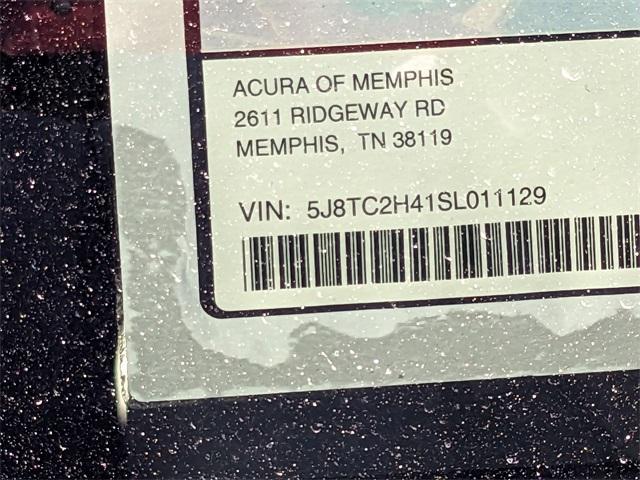 ACURA OF MEMPHIS
2611 RIDGEWAY RD
MEMPHIS, TN 38119
VIN: 5J8TC2H41SL011129